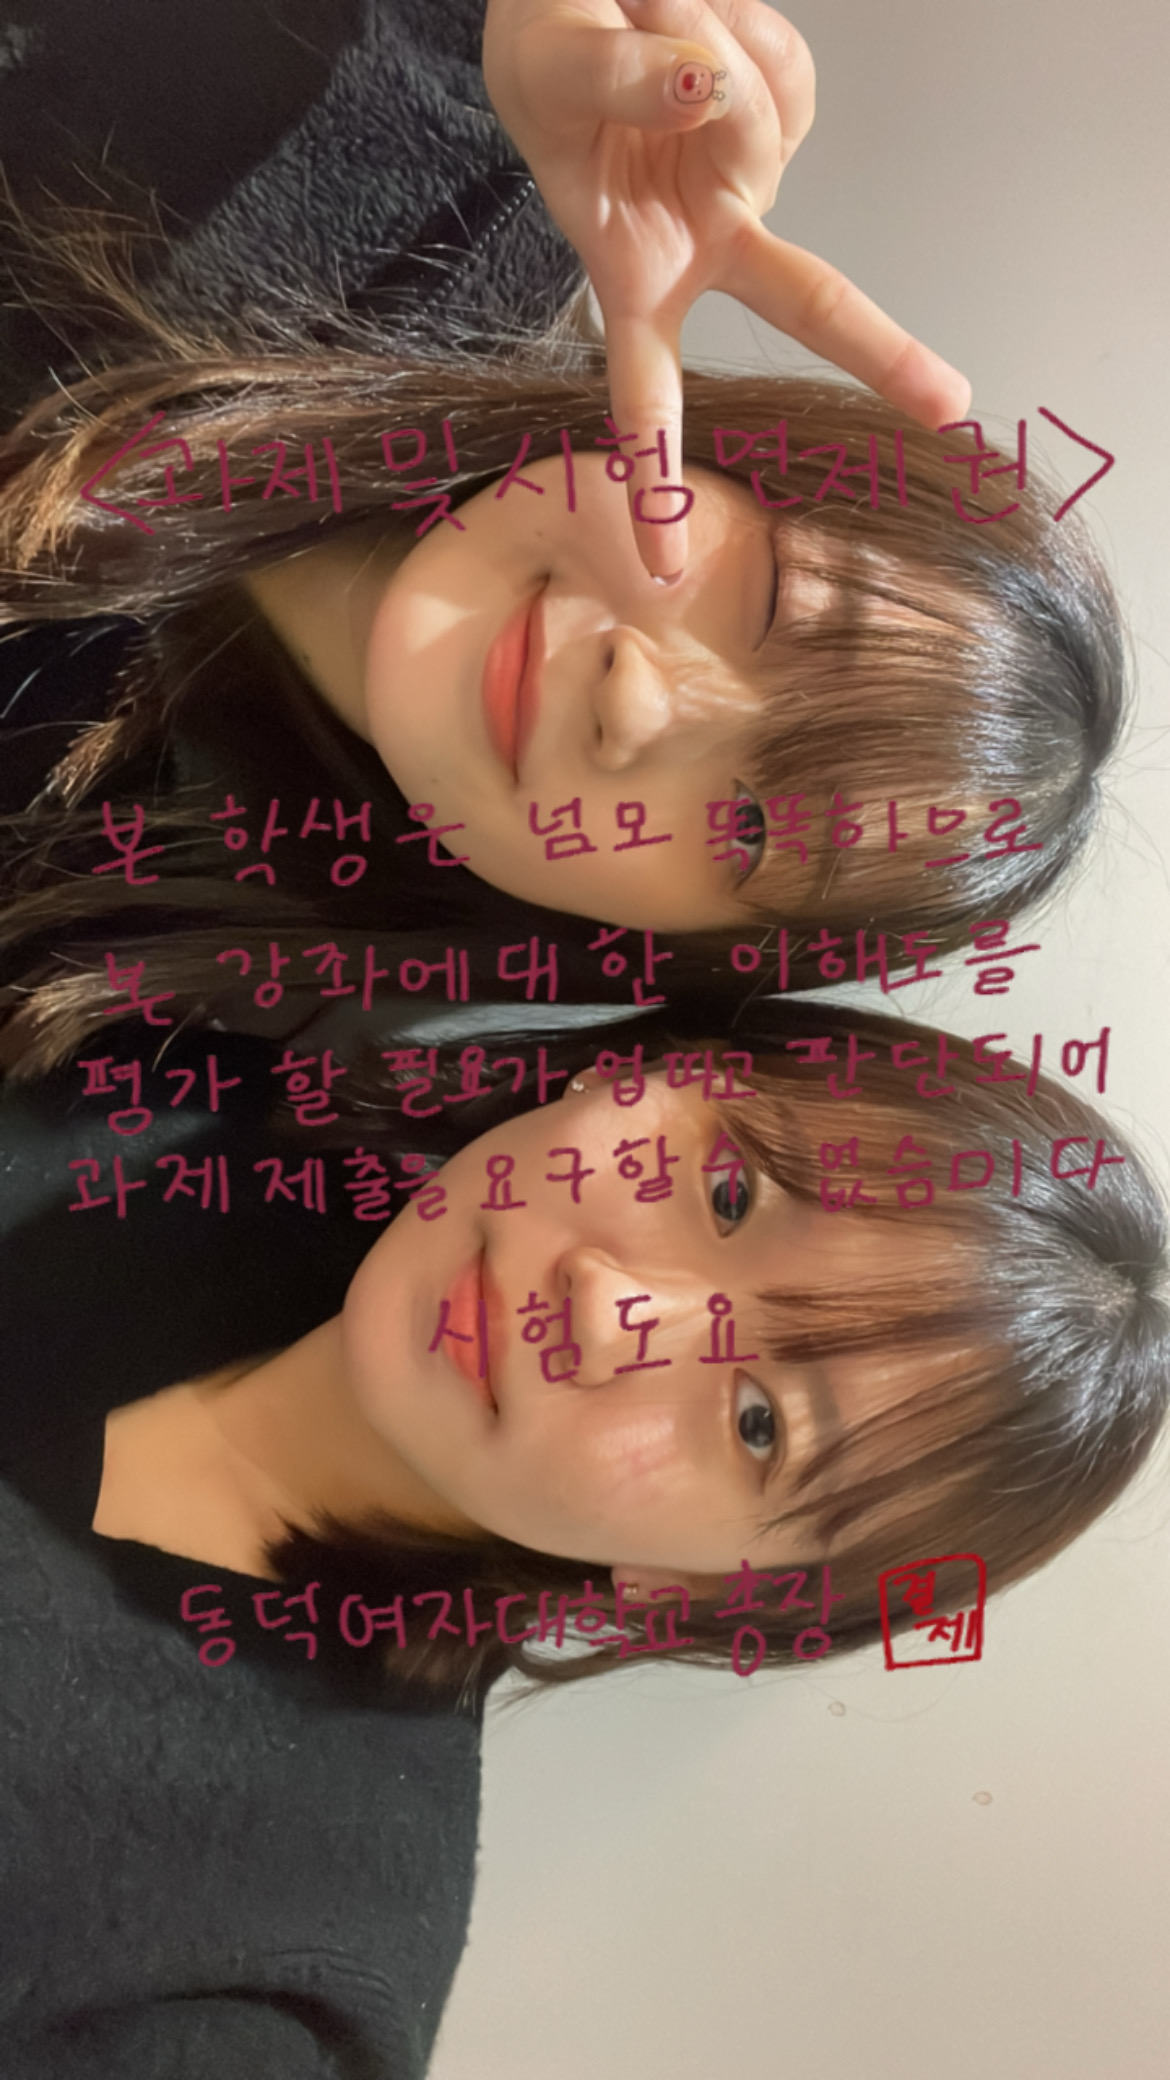 <과제 및 시험 면제권>
본 학생은 넘모 똑똑하므로
본 강좌에 대한 이해도를
평가 할 필요가 업따고 판단되어
과제 제출을 요구할 수 없슴미다
시험도요
동덕여자대학교 총장 결제